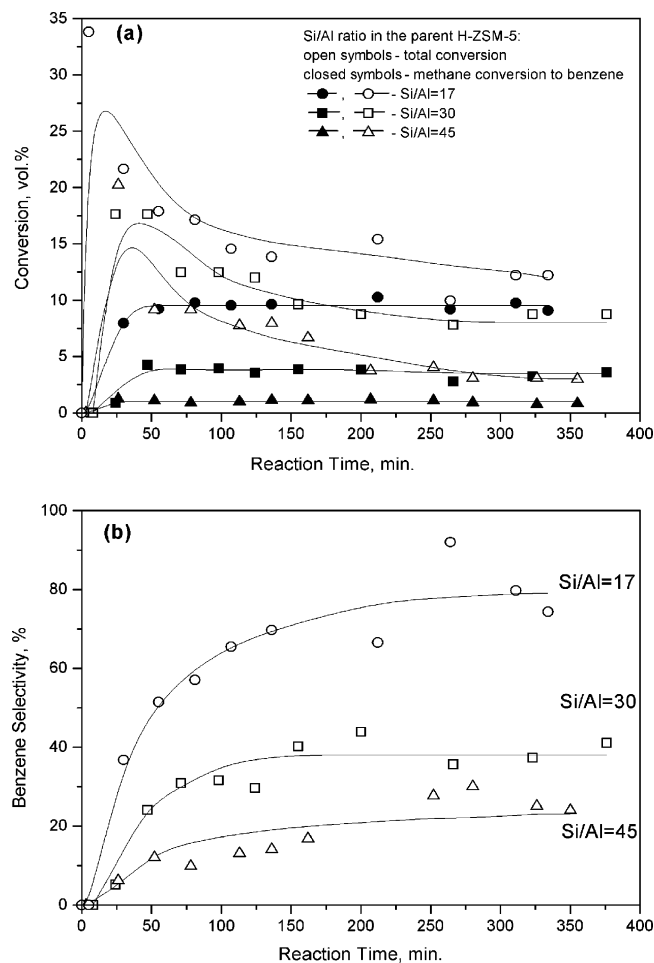 (a)
Si/Al ratio in the parent H-ZSM-5:
open symbols - total conversion
closed symbols - methane conversion to benzene
, - Si/Al=17
, - Si/Al=30
, - Si/Al=45
Conversion, vol.%
35
30
25
20
15
10
5
0
0 50 100 150 200 250 300 350 400
Reaction Time, min.
(b)
Benzene Selectivity, %
100
80
60
40
20
0
Si/Al=17
Si/Al=30
Si/Al=45
0 50 100 150 200 250 300 350 400
Reaction Time, min.